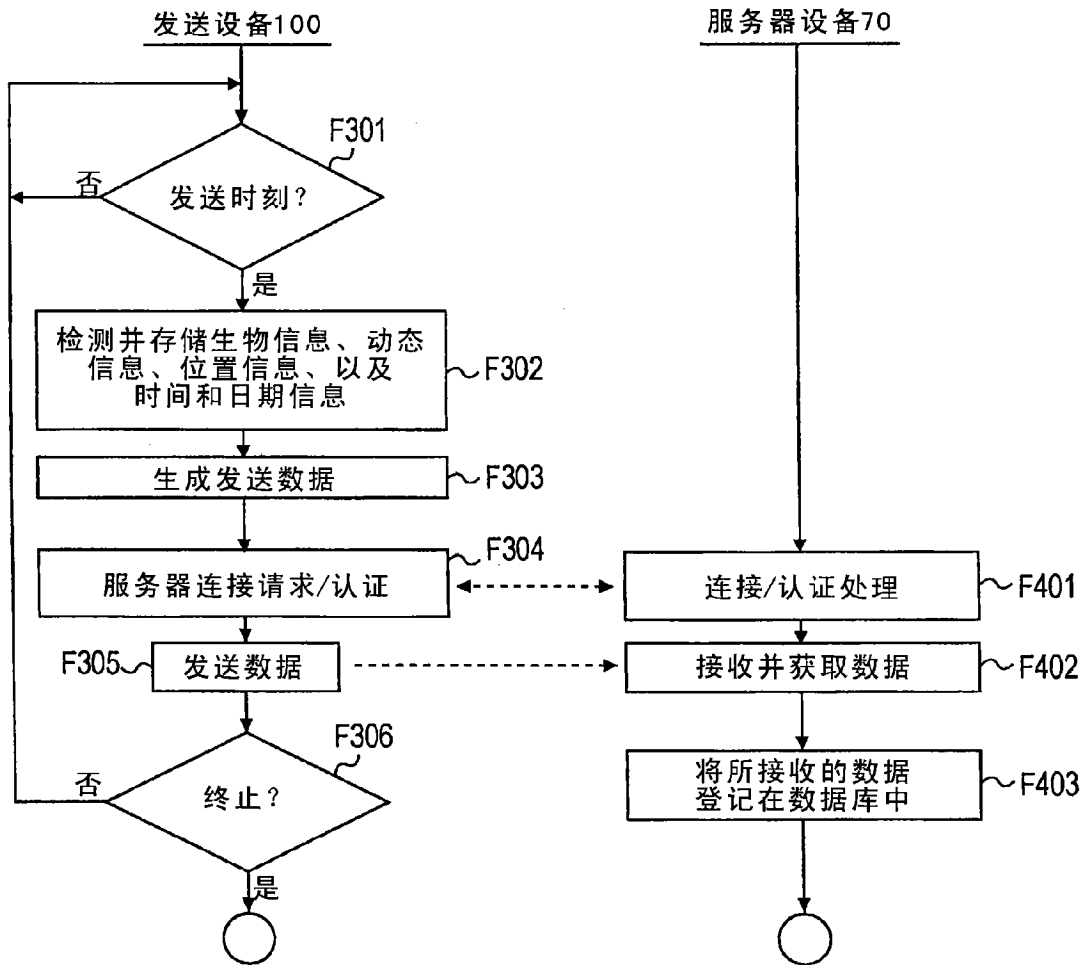 发送设备100
服务器设备70
F301
发送时刻?
否
是
检测并存储生物信息、动态
信息、位置信息、以及
时间和日期信息
F302
生成发送数据
F303
服务器连接请求/认证
F304
连接/认证处理
F401
F305
发送数据
接收并获取数据
F402
F306
终止?
否
是
将所接收的数据
登记在数据库中
F403